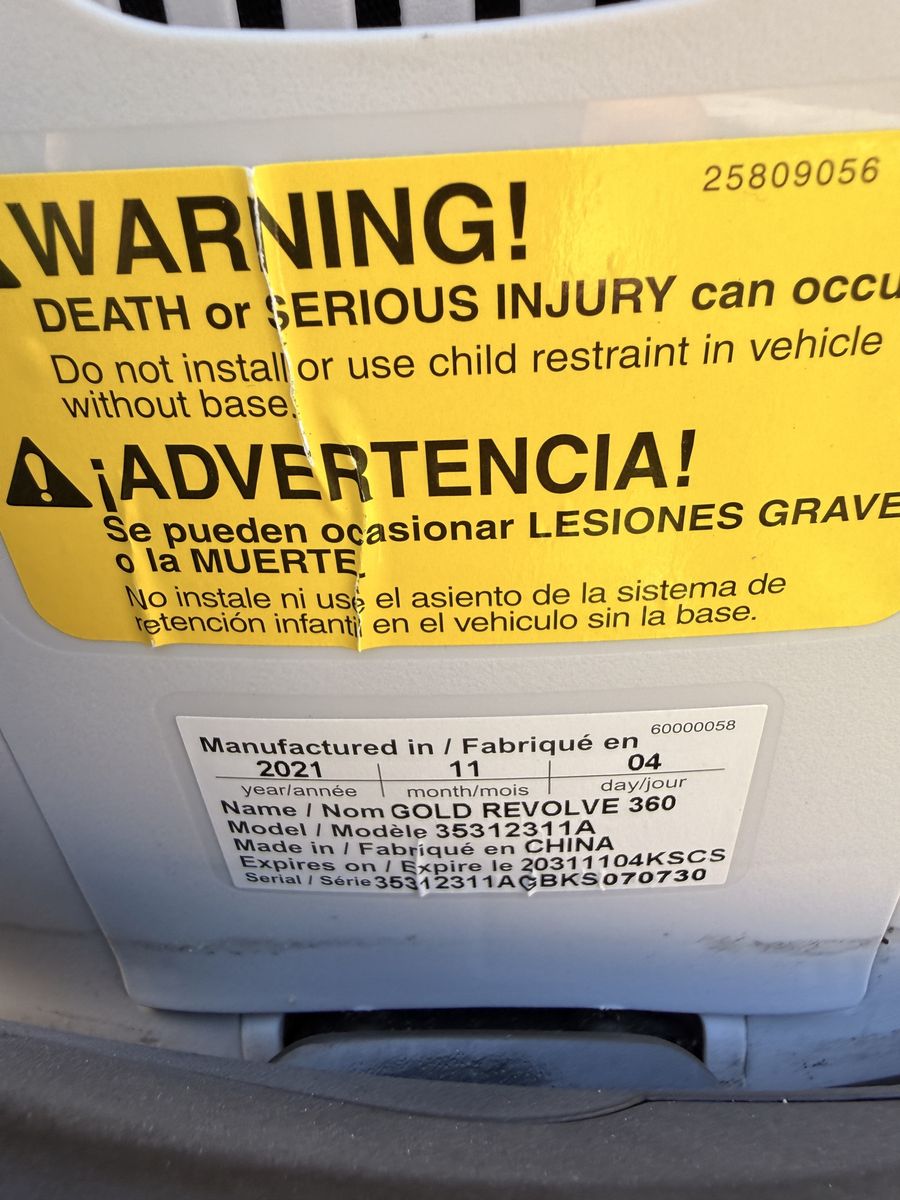 25809056
WARNING!
DEATH or SERIOUS INJURY can occu
Do not install or use child restraint in vehicle
without base.
¡ADVERTENCIA!
Se pueden ocasionar LESIONES GRAVE
o la MUERTE.
No instale ni use el asiento de la sistema de
retención infantil en el vehiculo sin la base.
60000058
Manufactured in / Fabriqué en
2021 11 04
year/année month/mois day/jour
Name / Nom GOLD REVOLVE 360
Model / Modèle 35312311A
Made in / Fabriqué en CHINA
Expires on / Expire le 20311104KSCS
Serial / Série 35312311AGBKS070730